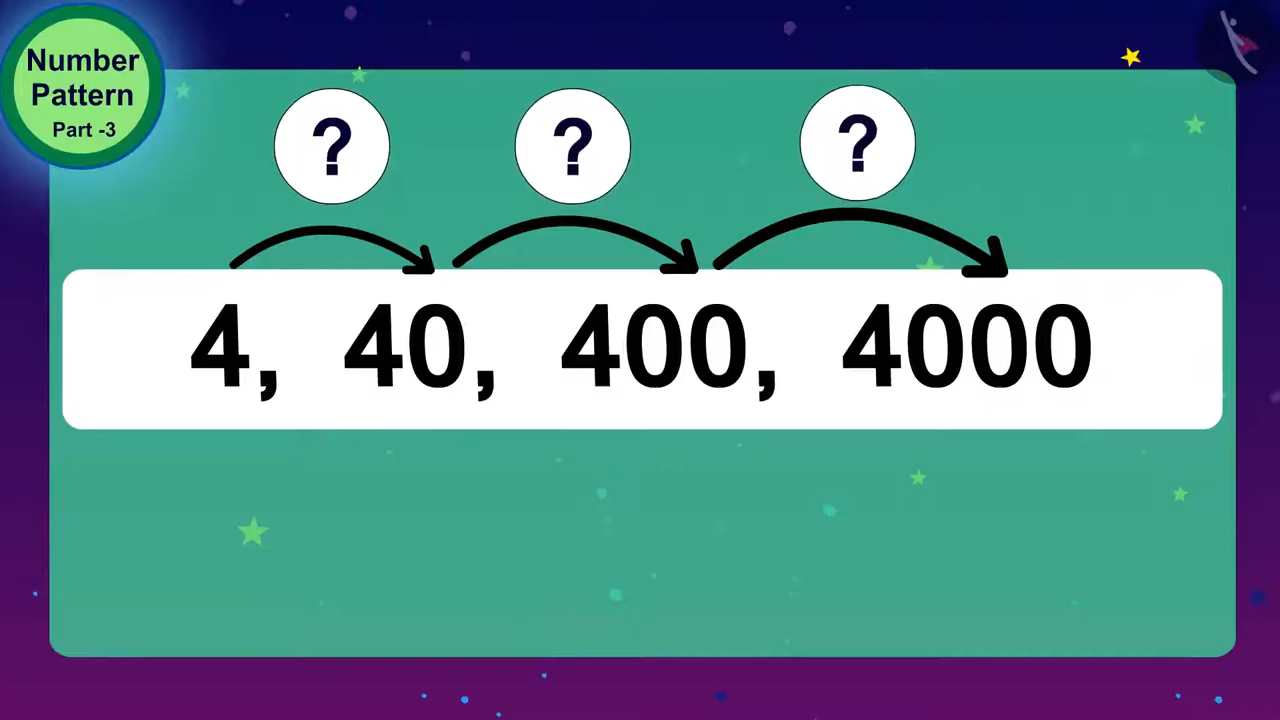 Number
Pattern
Part -3
? ? ?
4, 40, 400, 4000